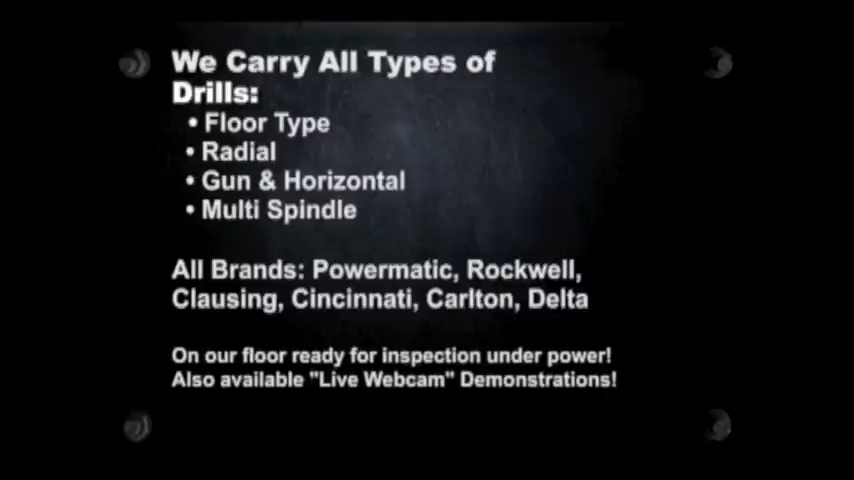 We Carry All Types of
Drills:
• Floor Type
• Radial
• Gun & Horizontal
• Multi Spindle
All Brands: Powermatic, Rockwell,
Clausing, Cincinnati, Carlton, Delta
On our floor ready for inspection under power!
Also available "Live Webcam" Demonstrations!